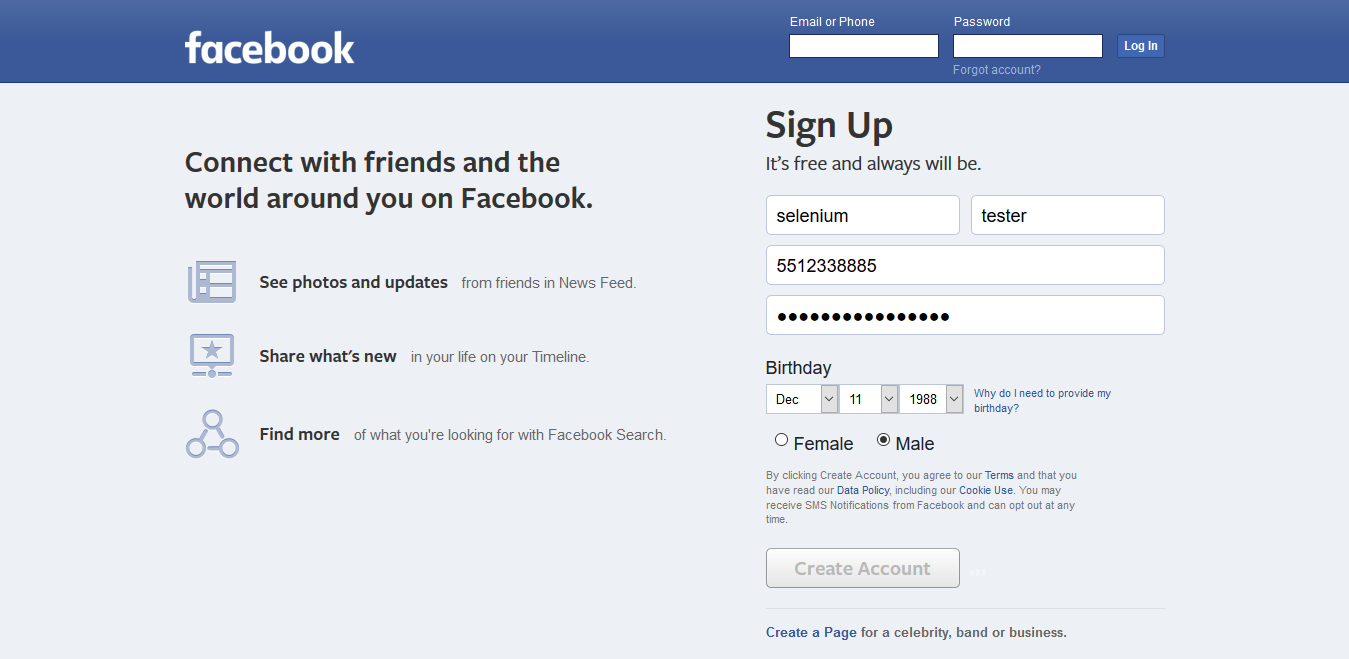 facebook
Email or Phone
Password
Log In
Forgot account?
Connect with friends and the
world around you on Facebook.
See photos and updates from friends in News Feed.
Share what's new in your life on your Timeline.
Find more of what you're looking for with Facebook Search.
Sign Up
It's free and always will be.
selenium
tester
5512338885
••••••••••••••••
Birthday
Dec 11 1988
Why do I need to provide my
birthday?
Female Male
By clicking Create Account, you agree to our Terms and that you
have read our Data Policy, including our Cookie Use. You may
receive SMS Notifications from Facebook and can opt out at any
time.
Create Account
Create a Page for a celebrity, band or business.